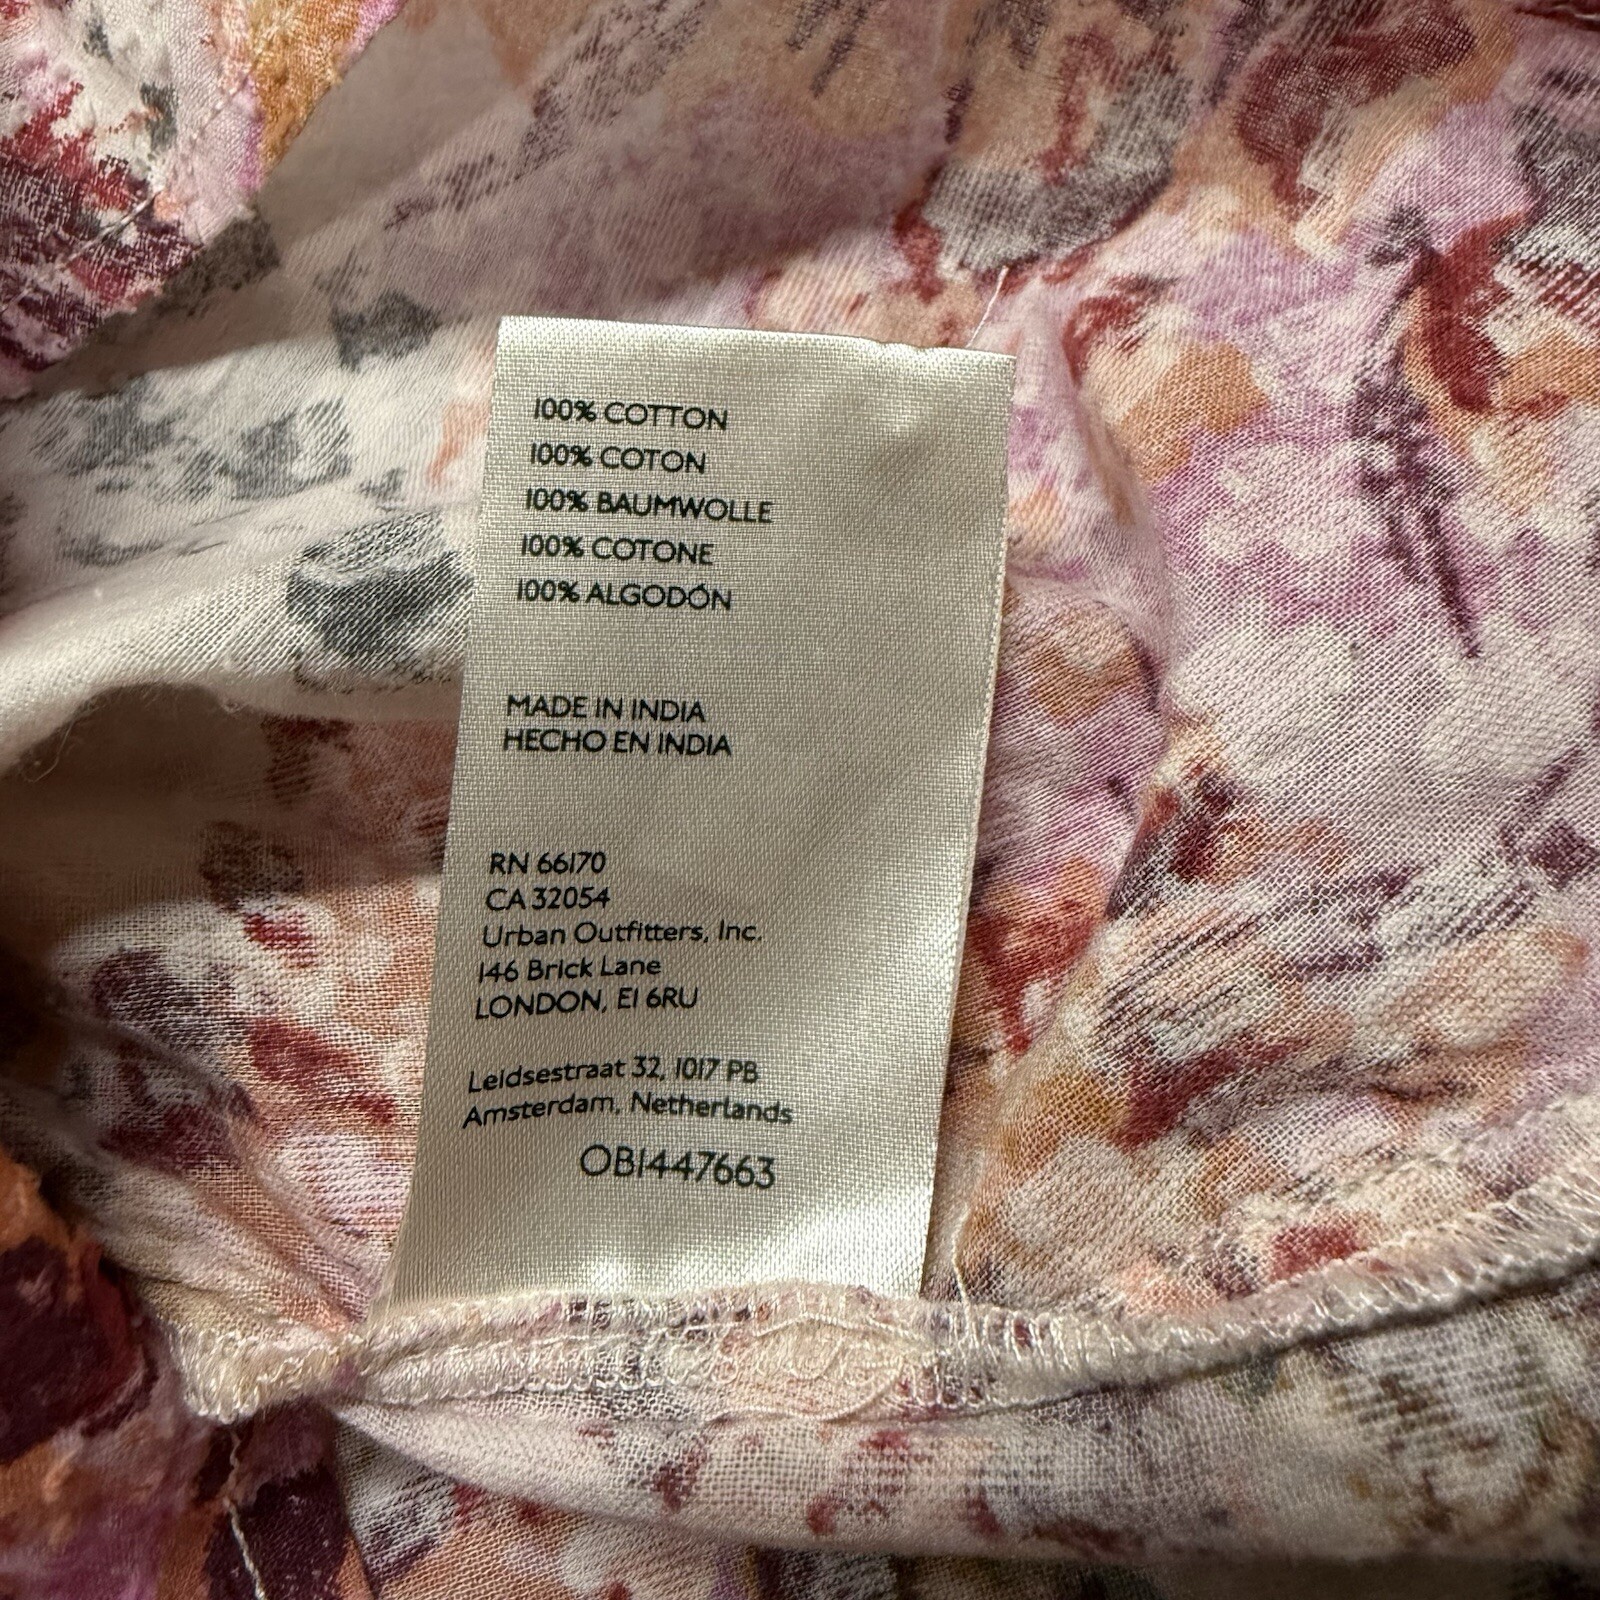 100% COTTON
100% COTON
100% BAUMWOLLE
100% COTONE
100% ALGODÓN
MADE IN INDIA
HECHO EN INDIA
RN 66170
CA 32054
Urban Outfitters, Inc.
146 Brick Lane
LONDON, E1 6RU
Leidsestraat 32, 1017 PB
Amsterdam, Netherlands
OB1447663